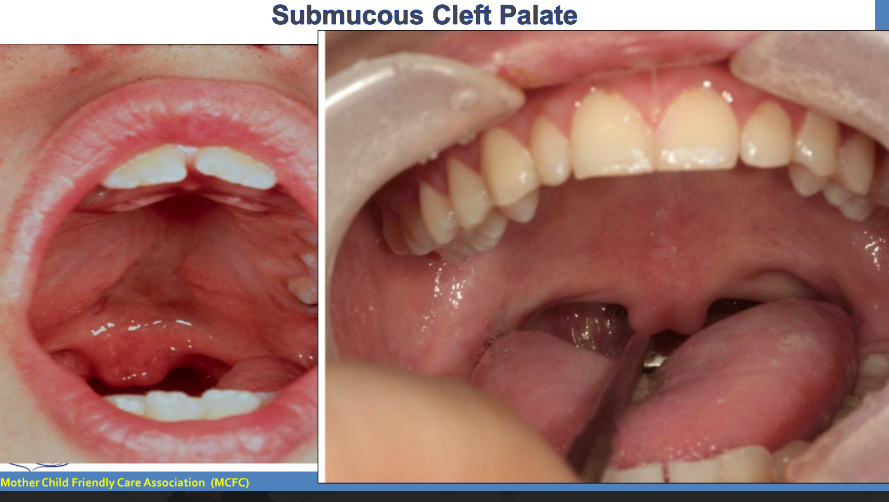 Submucous Cleft Palate
Mother Child Friendly Care Association (MCFC)